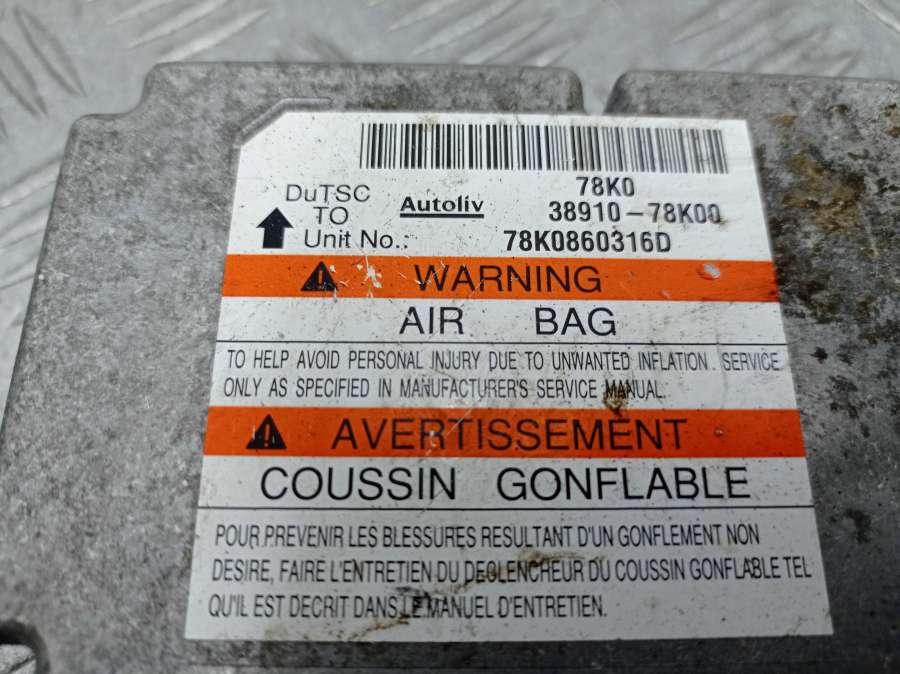 78K0
DuTSC Autoliv 38910-78K00
TO
Unit No.: 78K0860316D
WARNING
AIR BAG
TO HELP AVOID PERSONAL INJURY DUE TO UNWANTED INFLATION. SERVICE
ONLY AS SPECIFIED IN MANUFACTURER'S SERVICE MANUAL.
AVERTISSEMENT
COUSSIN GONFLABLE
POUR PREVENIR LES BLESSURES RESULTANT D'UN GONFLEMENT NON
DESIRE, FAIRE L'ENTRETIEN DU DEGLENCHEUR DU COUSSIN GONFLABLE TEL
QU'IL EST DECRIT DANS LE MANUEL D'ENTRETIEN.